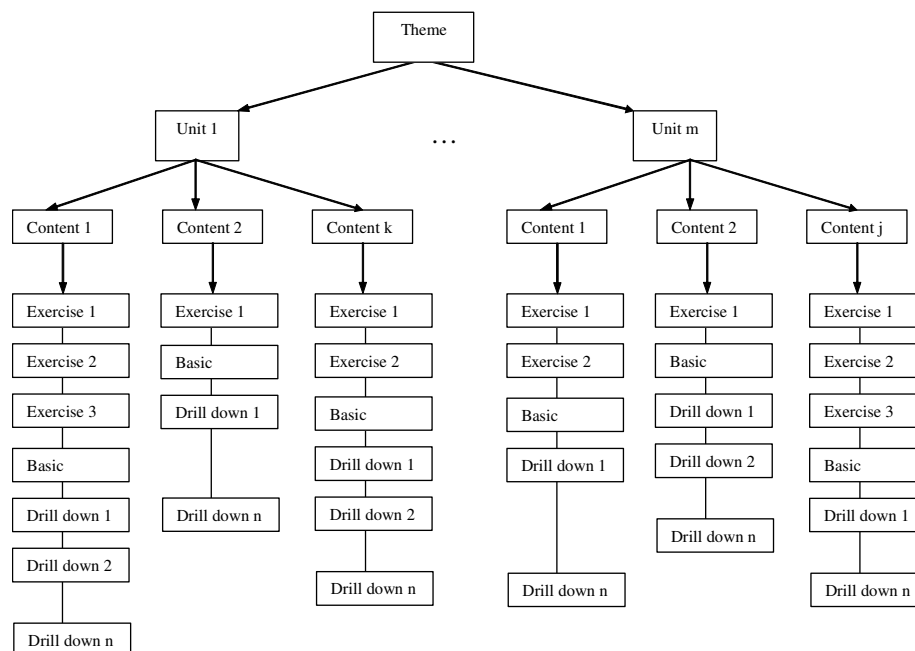 Theme
Unit 1
…
Unit m
Content 1
Content 2
Content k
Content 1
Content 2
Content j
Exercise 1
Exercise 1
Exercise 1
Exercise 1
Exercise 1
Exercise 1
Exercise 2
Basic
Exercise 2
Exercise 2
Basic
Exercise 2
Exercise 3
Drill down 1
Basic
Basic
Drill down 1
Exercise 3
Basic
Drill down 1
Drill down 1
Drill down 2
Basic
Drill down 1
Drill down n
Drill down 2
Drill down n
Drill down 1
Drill down 2
Drill down n
Drill down n
Drill down n
Drill down n